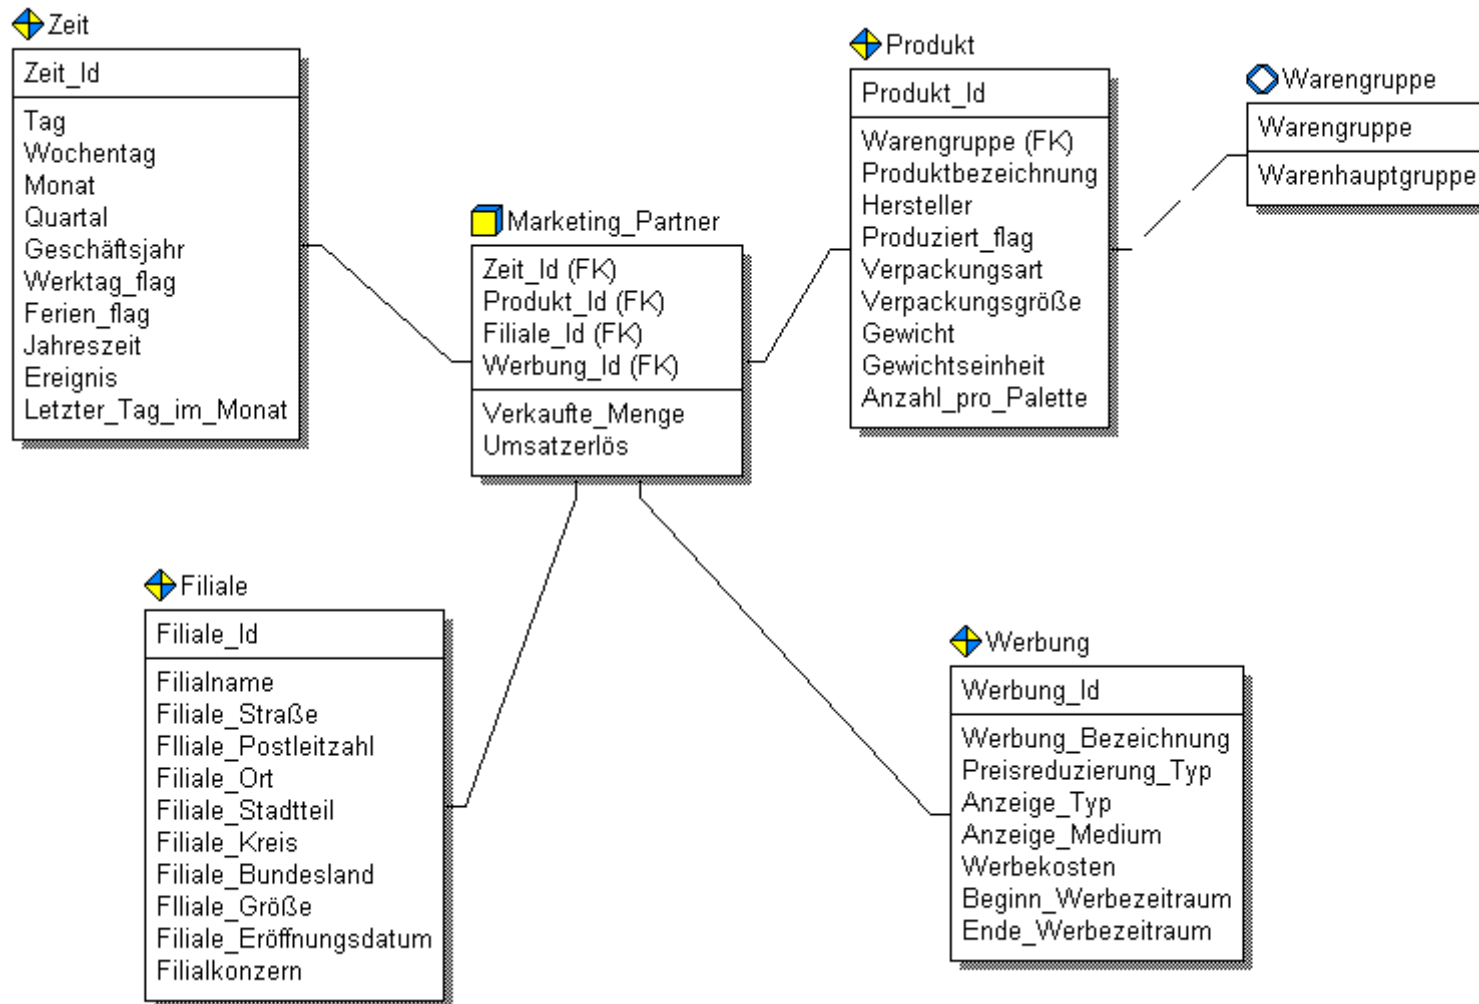 Zeit
Zeit_Id
Tag
Wochentag
Monat
Quartal
Geschäftsjahr
Werktag_flag
Ferien_flag
Jahreszeit
Ereignis
Letzter_Tag_im_Monat
Marketing_Partner
Zeit_Id (FK)
Produkt_Id (FK)
Filiale_Id (FK)
Werbung_Id (FK)
Verkaufte_Menge
Umsatzerlös
Produkt
Produkt_Id
Warengruppe (FK)
Produktbezeichnung
Hersteller
Produziert_flag
Verpackungsart
Verpackungsgröße
Gewicht
Gewichtseinheit
Anzahl_pro_Palette
Warengruppe
Warengruppe
Warenhauptgruppe
Filiale
Filiale_Id
Filialname
Filiale_Straße
FIliale_Postleitzahl
Filiale_Ort
Filiale_Stadtteil
Filiale_Kreis
Filiale_Bundesland
FIliale_Größe
Filiale_Eröffnungsdatum
Filialkonzern
Werbung
Werbung_Id
Werbung_Bezeichnung
Preisreduzierung_Typ
Anzeige_Typ
Anzeige_Medium
Werbekosten
Beginn_Werbezeitraum
Ende_Werbezeitraum